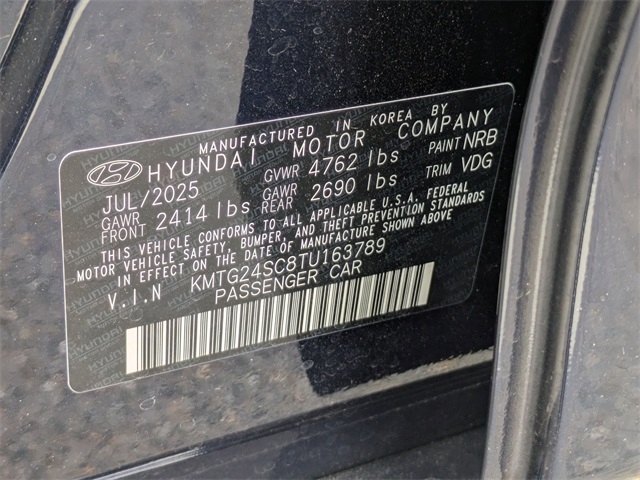 MANUFACTURED IN KOREA BY
HYUNDAI MOTOR COMPANY
JUL/2025 GVWR 4762 lbs PAINT NRB
GAWR FRONT 2414 lbs GAWR REAR 2690 lbs TRIM VDG
THIS VEHICLE CONFORMS TO ALL APPLICABLE U.S.A. FEDERAL
MOTOR VEHICLE SAFETY, BUMPER, AND THEFT PREVENTION STANDARDS
IN EFFECT ON THE DATE OF MANUFACTURE SHOWN ABOVE
V.I.N KMTG24SC8TU163789
PASSENGER CAR